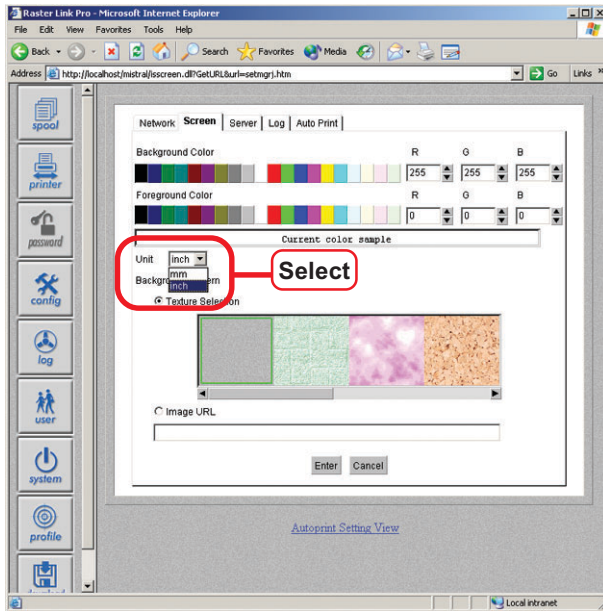 Raster Link Pro - Microsoft Internet Explorer
File Edit View Favorites Tools Help
Back Search Favorites Media
Address http://localhost/mistral/isscreen.dll?GetURL&url=setmgrj.htm Go Links »
spool
printer
password
config
log
user
system
profile
Network Screen Server Log Auto Print
Background Color R G B
255 255 255
Foreground Color R G B
0 0 0
Current color sample
Unit inch
mm
inch
Select
Texture Selection
Image URL
Enter Cancel
Autoprint Setting View
Local intranet